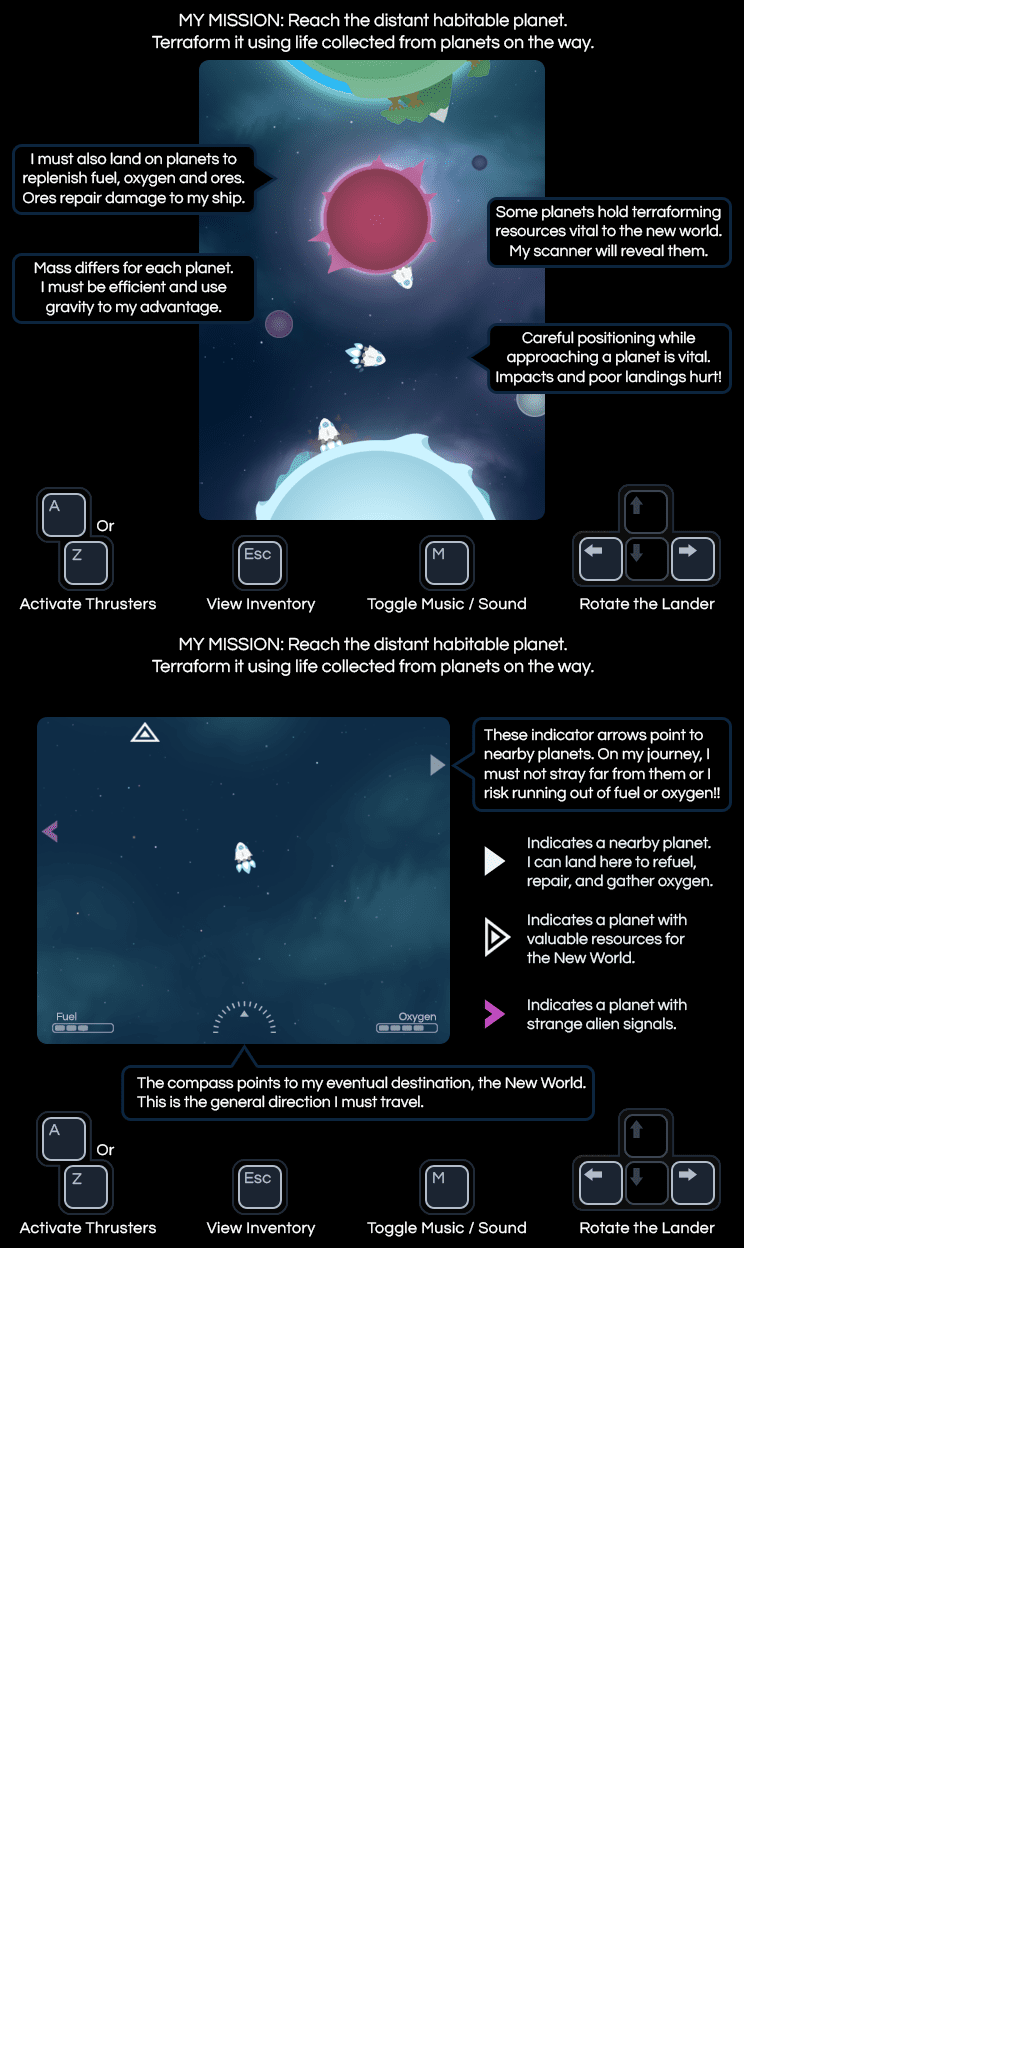 MY MISSION: Reach the distant habitable planet.
Terraform it using life collected from planets on the way.
I must also land on planets to
replenish fuel, oxygen and ores.
Ores repair damage to my ship.
Some planets hold terraforming
resources vital to the new world.
My scanner will reveal them.
Mass differs for each planet.
I must be efficient and use
gravity to my advantage.
Careful positioning while
approaching a planet is vital.
Impacts and poor landings hurt!
A
Or
Z
Esc
M
Activate Thrusters
View Inventory
Toggle Music / Sound
Rotate the Lander
MY MISSION: Reach the distant habitable planet.
Terraform it using life collected from planets on the way.
These indicator arrows point to
nearby planets. On my journey, I
must not stray far from them or I
risk running out of fuel or oxygen!!
Indicates a nearby planet.
I can land here to refuel,
repair, and gather oxygen.
Indicates a planet with
valuable resources for
the New World.
Indicates a planet with
strange alien signals.
Fuel
Oxygen
The compass points to my eventual destination, the New World.
This is the general direction I must travel.
A
Or
Z
Esc
M
Activate Thrusters
View Inventory
Toggle Music / Sound
Rotate the Lander